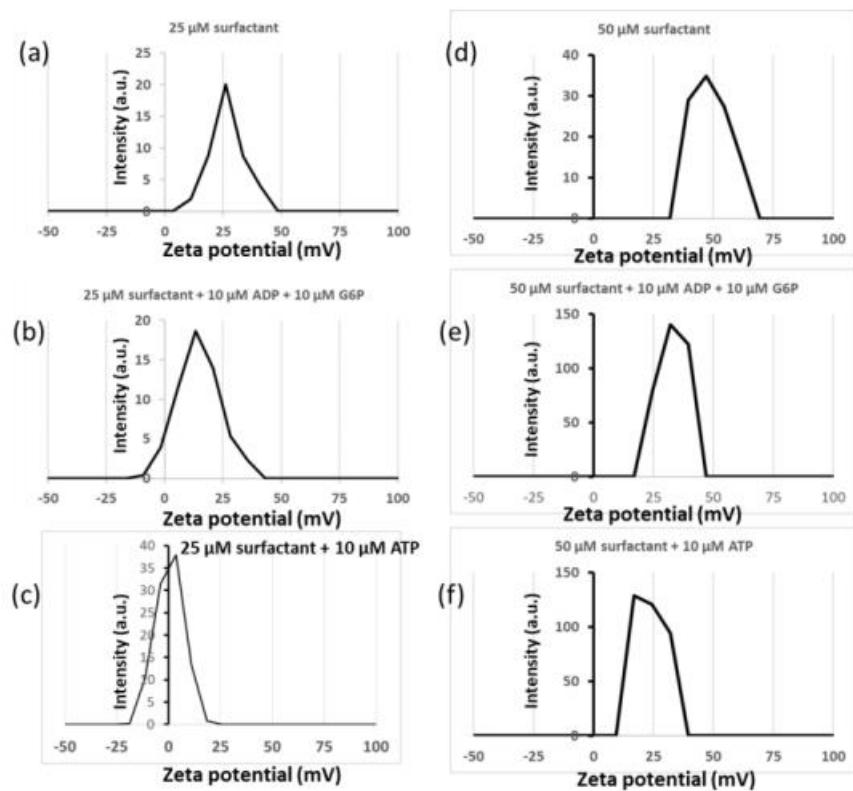 (a)
25 µM surfactant
Intensity (a.u.)
25
20
15
10
5
0
-50 -25 0 25 50 75 100
Zeta potential (mV)
(d)
50 µM surfactant
Intensity (a.u.)
40
30
20
10
0
-50 -25 0 25 50 75 100
Zeta potential (mV)
(b)
25 µM surfactant + 10 µM ADP + 10 µM G6P
Intensity (a.u.)
20
15
10
5
0
-50 -25 0 25 50 75 100
Zeta potential (mV)
(e)
50 µM surfactant + 10 µM ADP + 10 µM G6P
Intensity (a.u.)
150
100
50
0
-50 -25 0 25 50 75 100
Zeta potential (mV)
(c)
25 µM surfactant + 10 µM ATP
Intensity (a.u.)
40
35
30
25
20
15
10
5
0
-50 -25 0 25 50 75 100
Zeta potential (mV)
(f)
50 µM surfactant + 10 µM ATP
Intensity (a.u.)
150
100
50
0
-50 -25 0 25 50 75 100
Zeta potential (mV)